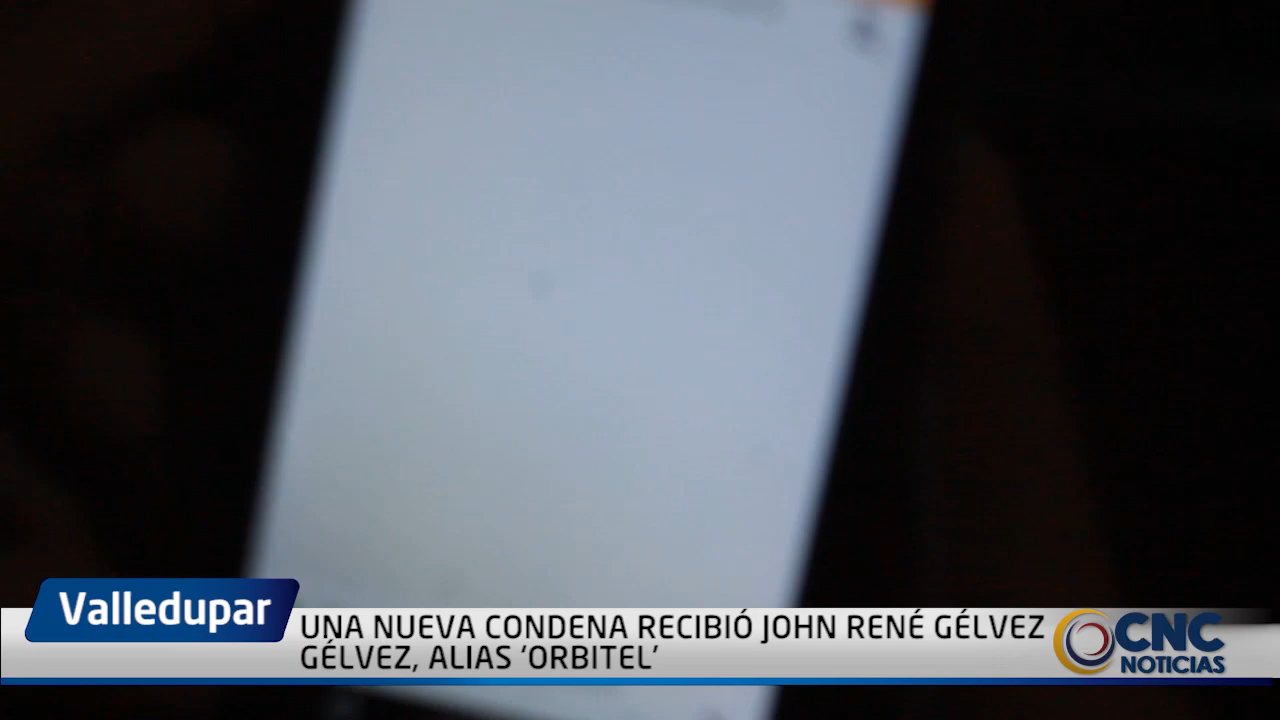 Valledupar
UNA NUEVA CONDENA RECIBIÓ JOHN RENÉ GÉLVEZ
GÉLVEZ, ALIAS ‘ORBITEL’
CNC
NOTICIAS